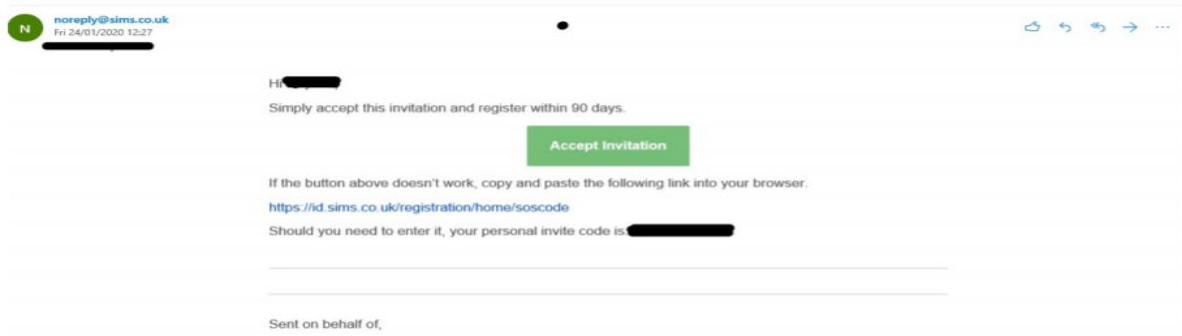 N
noreply@sims.co.uk
Fri 24/01/2020 12:27
Hi
Simply accept this invitation and register within 90 days.
Accept Invitation
If the button above doesn't work, copy and paste the following link into your browser.
https://id.sims.co.uk/registration/home/soscode
Should you need to enter it, your personal invite code is:
Sent on behalf of,